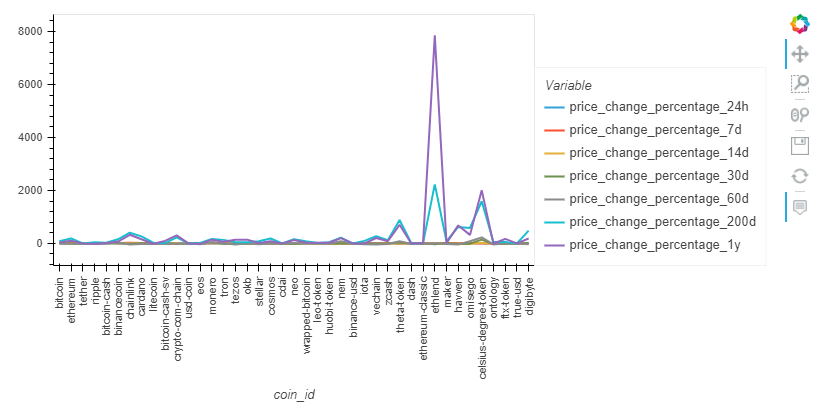 8000
6000
4000
2000
0
Variable
price_change_percentage_24h
price_change_percentage_7d
price_change_percentage_14d
price_change_percentage_30d
price_change_percentage_60d
price_change_percentage_200d
price_change_percentage_1y
bitcoin
ethereum
tether
ripple
bitcoin-cash
binancecoin
chainlink
cardano
litecoin
bitcoin-cash-sv
crypto-com-chain
usd-coin
eos
monero
tron
tezos
okb
stellar
cosmos
cdai
neo
wrapped-bitcoin
leo-token
huobi-token
nem
binance-usd
iota
vechain
zcash
theta-token
dash
ethereum-classic
ethlend
maker
havven
omisego
celsius-degree-token
ontology
ftx-token
true-usd
digibyte
coin_id